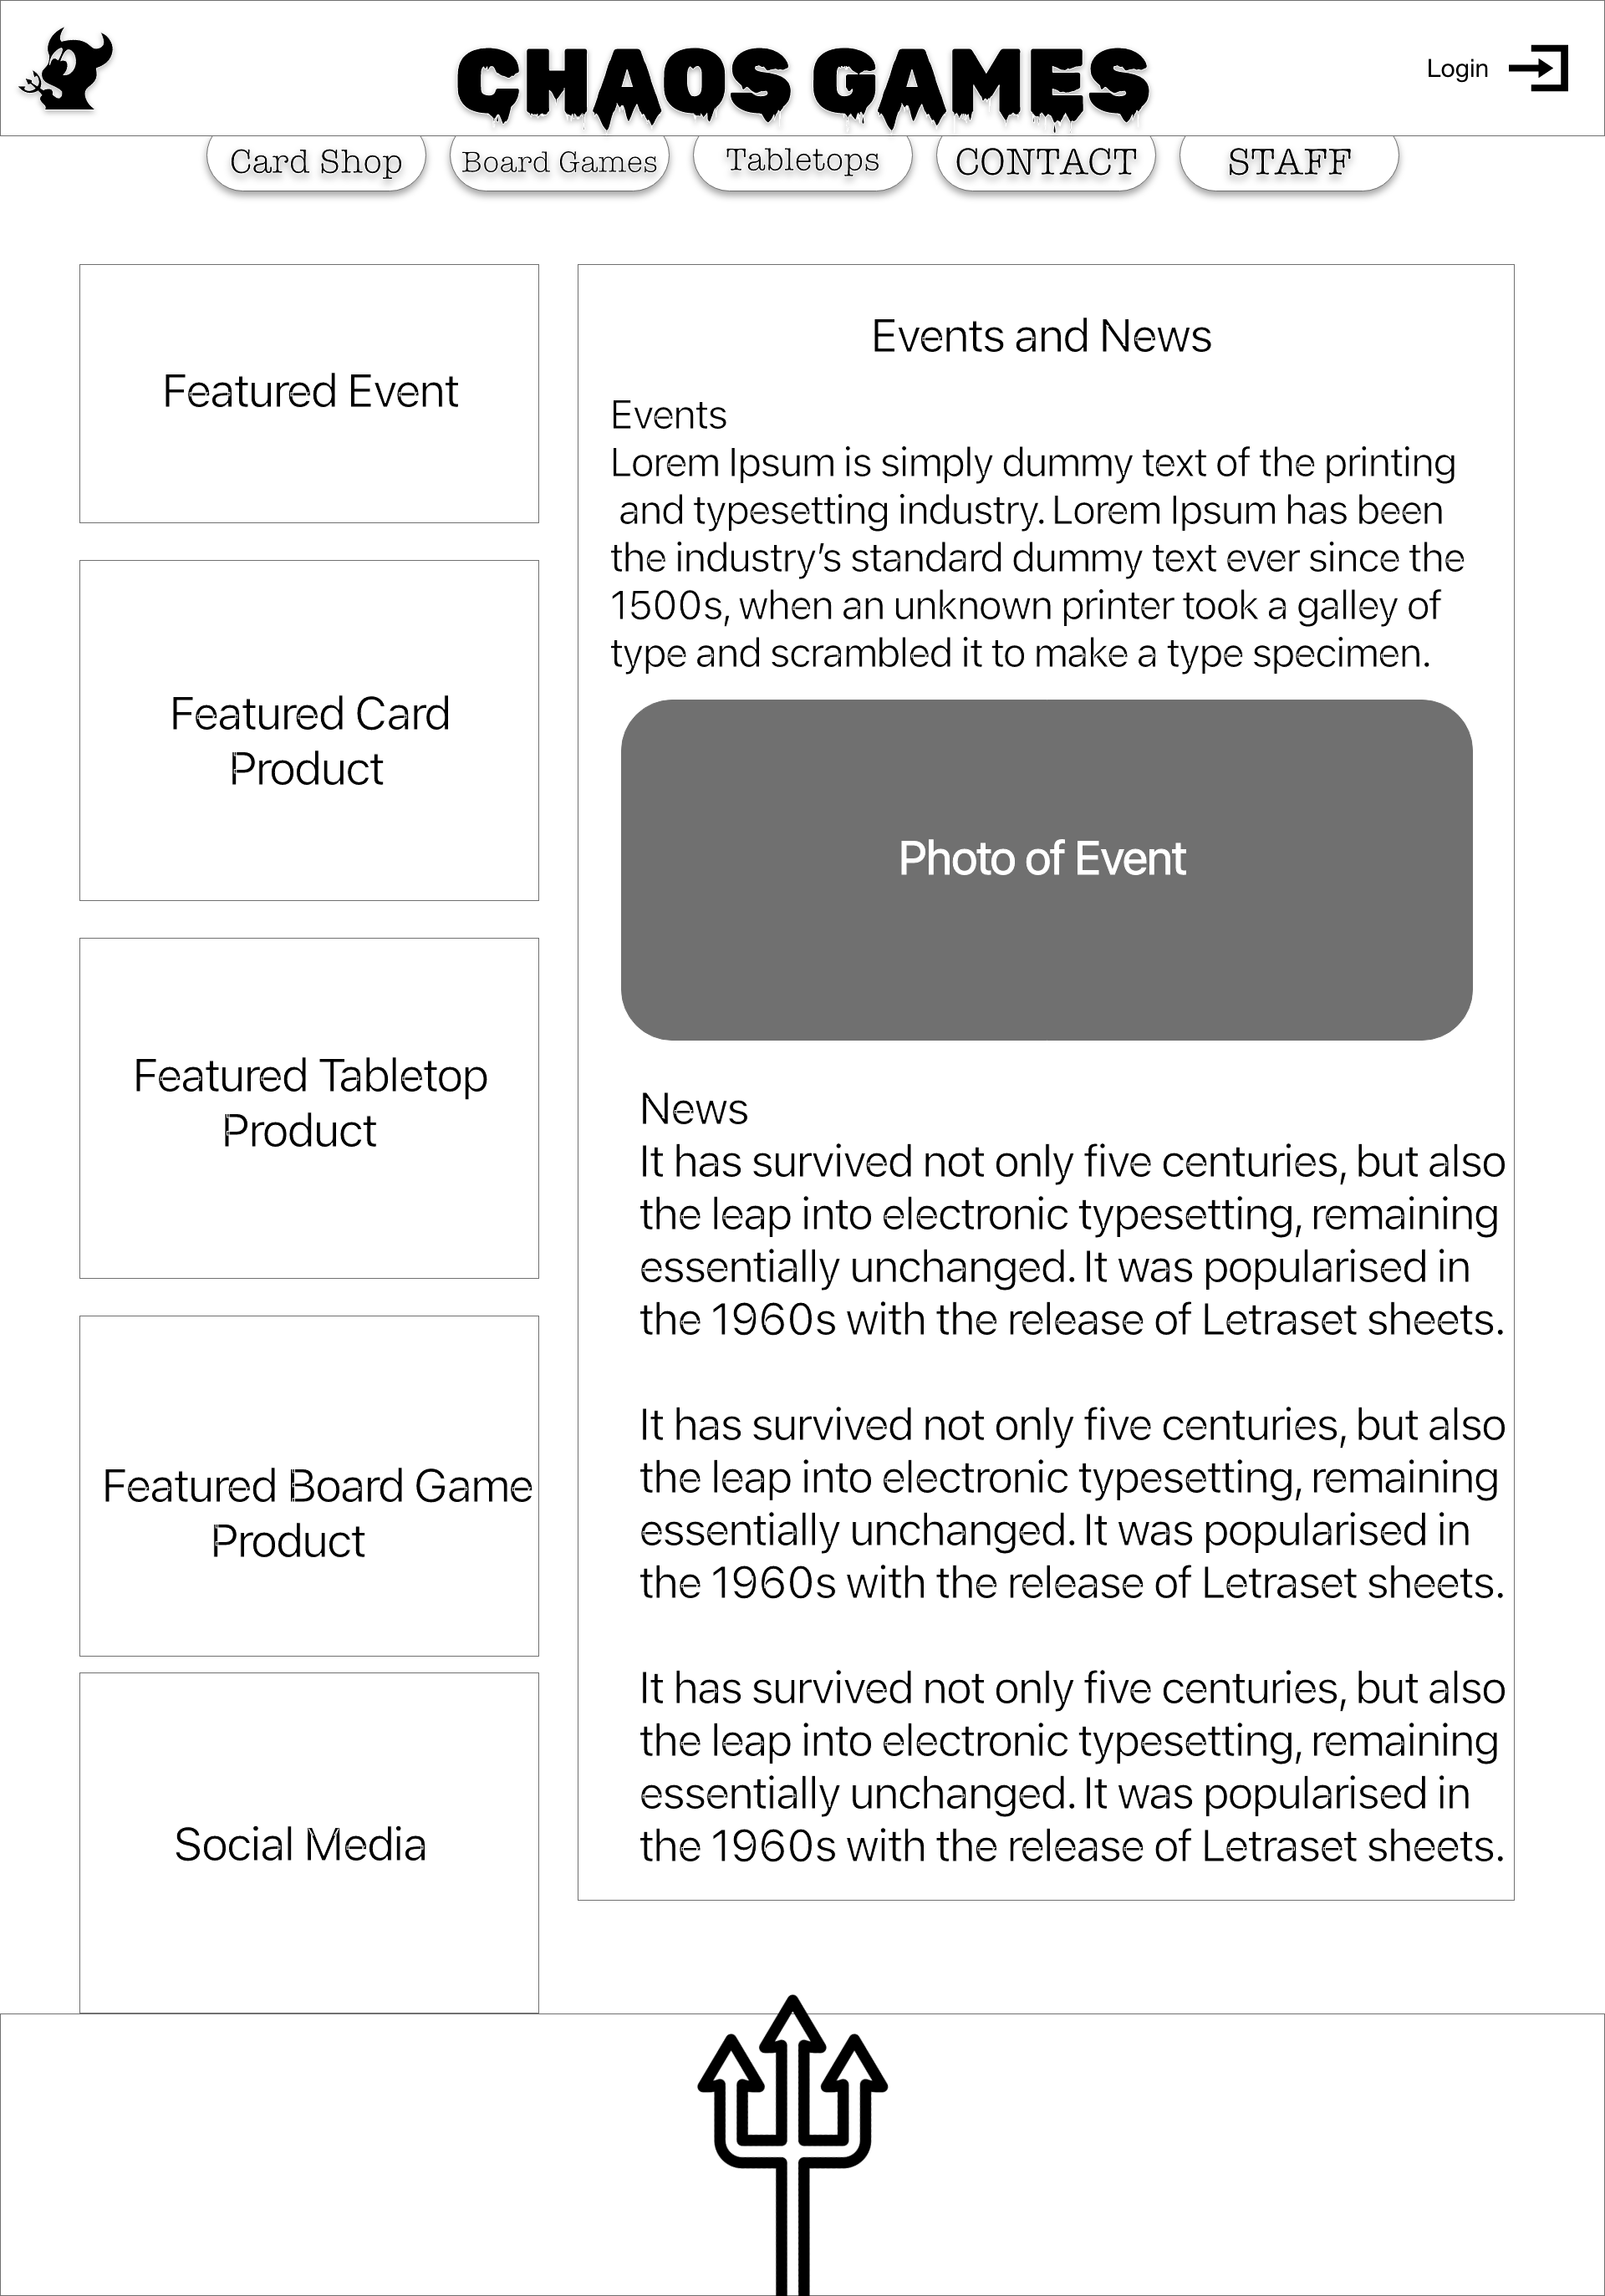 CHAOS GAMES
Login
Card Shop
Board Games
Tabletops
CONTACT
STAFF
Featured Event
Featured Card
Product
Featured Tabletop
Product
Featured Board Game
Product
Social Media
Events and News
Events
Lorem Ipsum is simply dummy text of the printing
and typesetting industry. Lorem Ipsum has been
the industry’s standard dummy text ever since the
1500s, when an unknown printer took a galley of
type and scrambled it to make a type specimen.
Photo of Event
News
It has survived not only five centuries, but also
the leap into electronic typesetting, remaining
essentially unchanged. It was popularised in
the 1960s with the release of Letraset sheets.
It has survived not only five centuries, but also
the leap into electronic typesetting, remaining
essentially unchanged. It was popularised in
the 1960s with the release of Letraset sheets.
It has survived not only five centuries, but also
the leap into electronic typesetting, remaining
essentially unchanged. It was popularised in
the 1960s with the release of Letraset sheets.